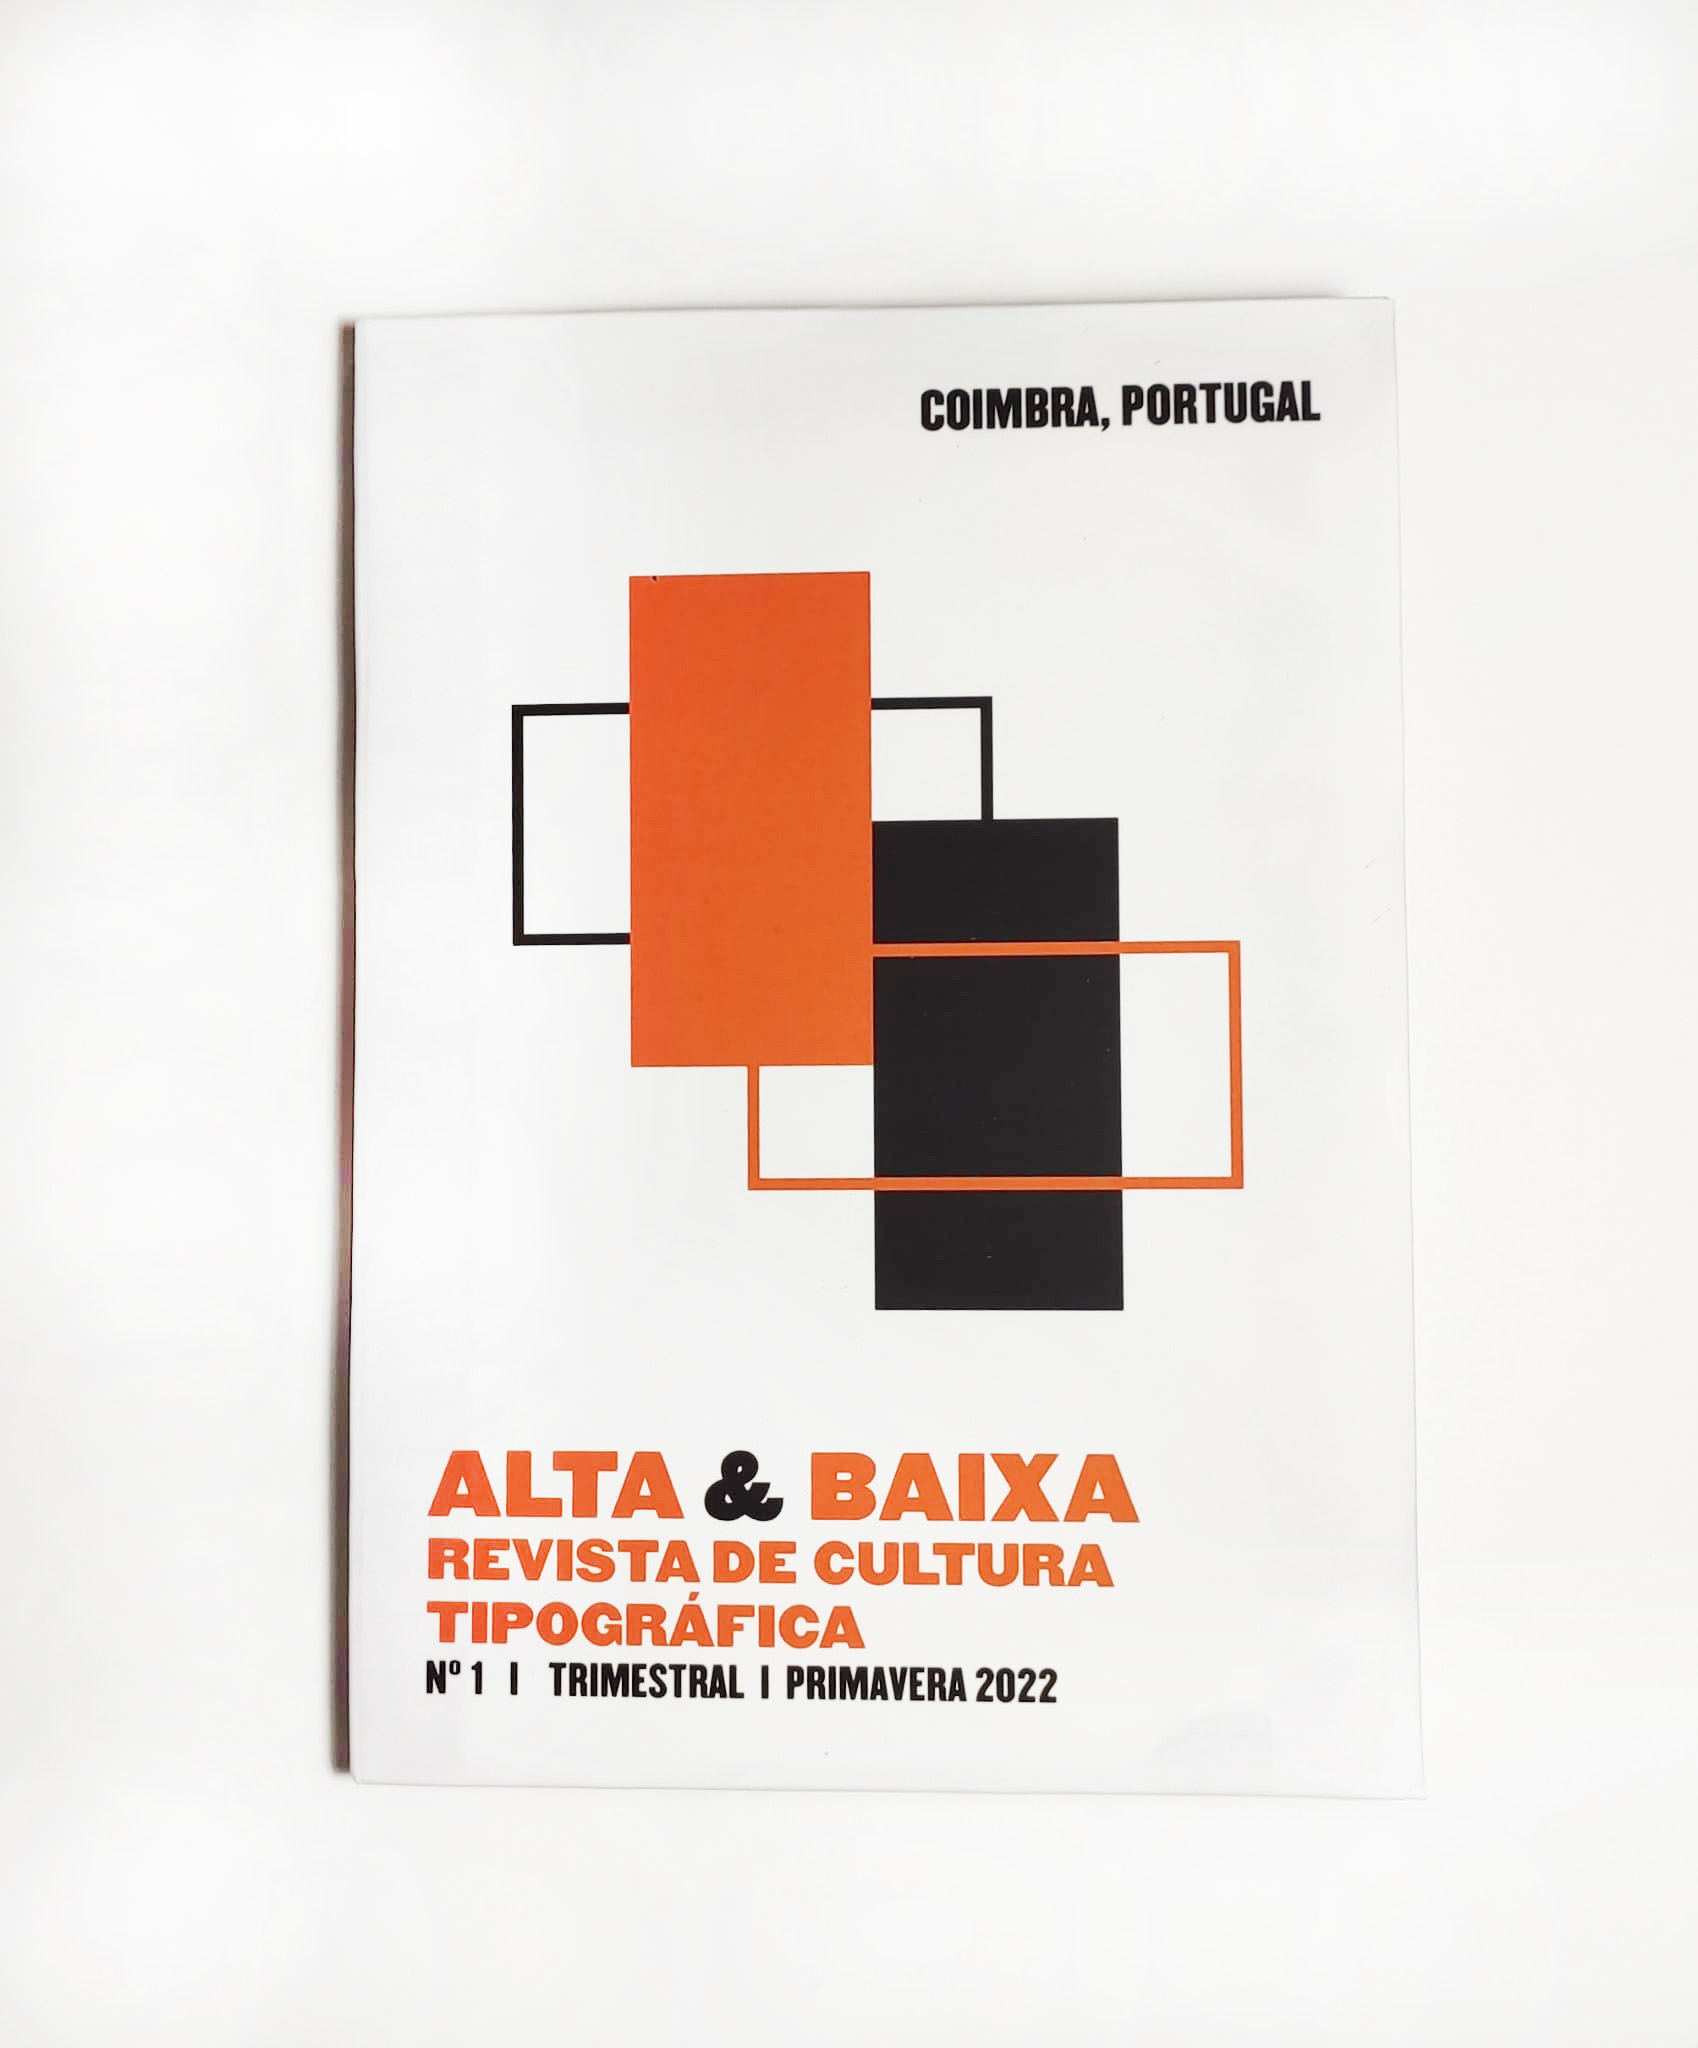 COIMBRA, PORTUGAL
ALTA & BAIXA
REVISTA DE CULTURA
TIPOGRÁFICA
Nº 1 | TRIMESTRAL | PRIMAVERA 2022